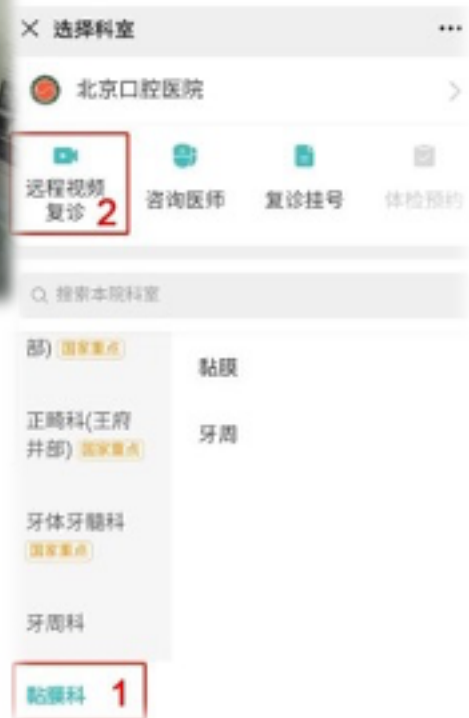 选择科室
北京口腔医院
远程视频
复诊 2
咨询医师
复诊挂号
体检预约
搜索本院科室
部) 国家重点
黏膜
正畸科(王府
井部) 国家重点
牙周
牙体牙髓科
国家重点
牙周科
黏膜科 1